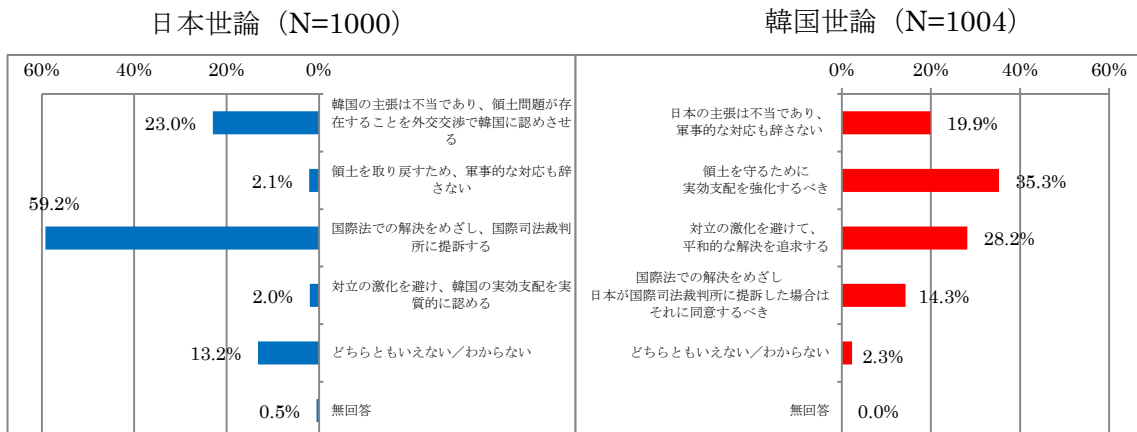 日本世論（N=1000）
韓国世論（N=1004）
60% 40% 20% 0%
韓国の主張は不当であり、領土問題が存
在することを外交交渉で韓国に認めさせ
る
23.0%
領土を取り戻すため、軍事的な対応も辞
さない
2.1%
59.2%
国際法での解決をめざし、国際司法裁判
所に提訴する
対立の激化を避け、韓国の実効支配を実
質的に認める
2.0%
13.2%
どちらともいえない／わからない
0.5%
無回答
0% 20% 40% 60%
日本の主張は不当であり、
軍事的な対応も辞さない
19.9%
領土を守るために
実効支配を強化するべき
35.3%
対立の激化を避けて、
平和的な解決を追求する
28.2%
国際法での解決をめざし
日本が国際司法裁判所に提訴した場合は
それに同意するべき
14.3%
どちらともいえない／わからない
2.3%
無回答
0.0%